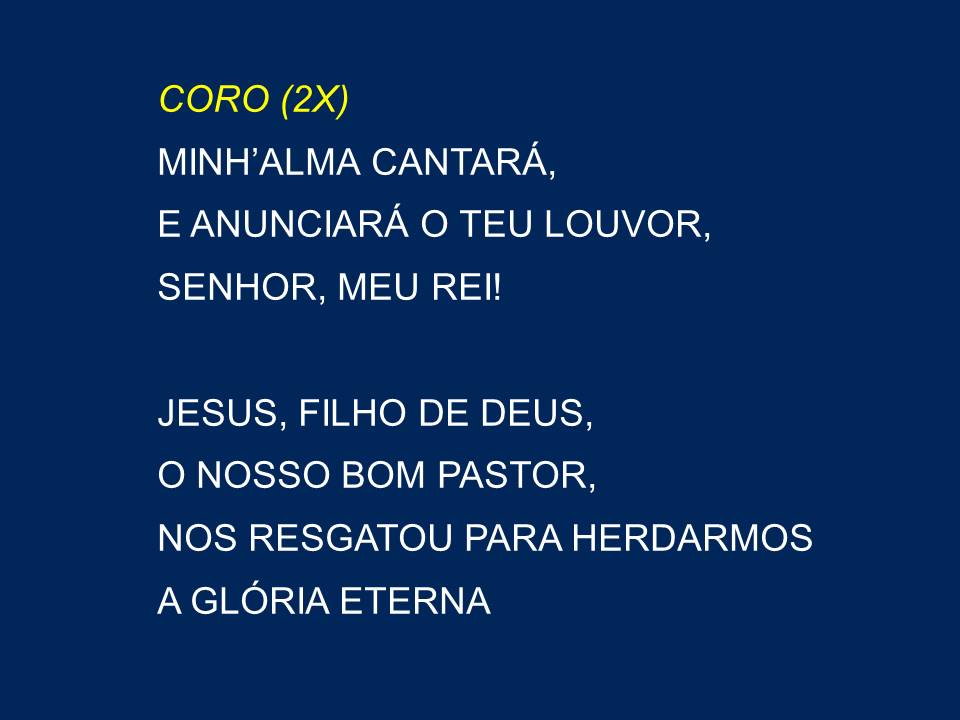 CORO (2X)
MINH’ALMA CANTARÁ,
E ANUNCIARÁ O TEU LOUVOR,
SENHOR, MEU REI!
JESUS, FILHO DE DEUS,
O NOSSO BOM PASTOR,
NOS RESGATOU PARA HERDARMOS
A GLÓRIA ETERNA